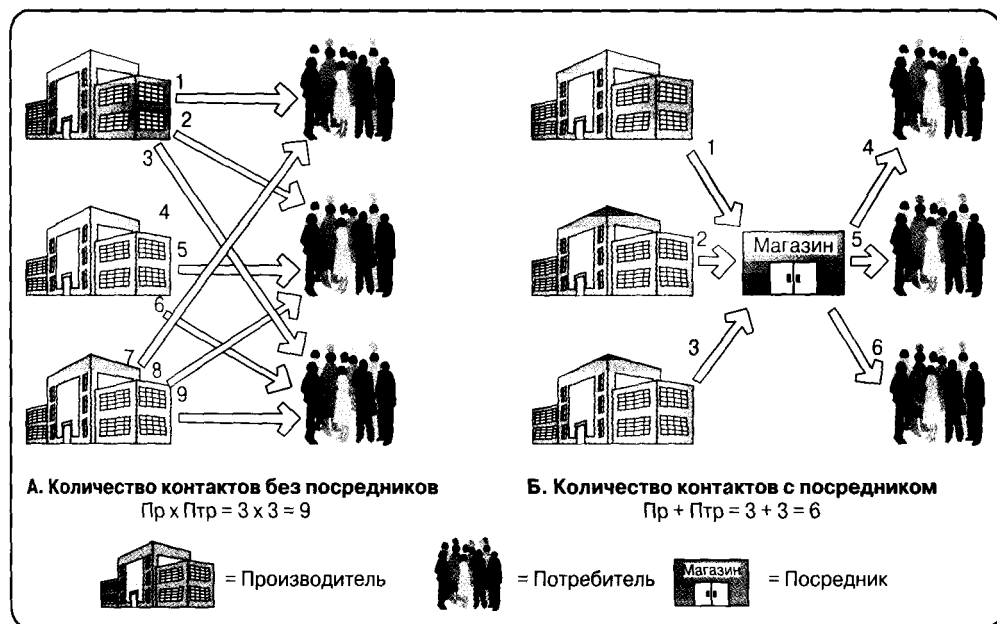 1
2
3
4
5
6
7
8
9
1
2
3
Магазин
4
5
6
А. Количество контактов без посредников
Пр x Птр = 3 x 3 = 9
Б. Количество контактов с посредником
Пр + Птр = 3 + 3 = 6
= Производитель
= Потребитель
Магазин
= Посредник